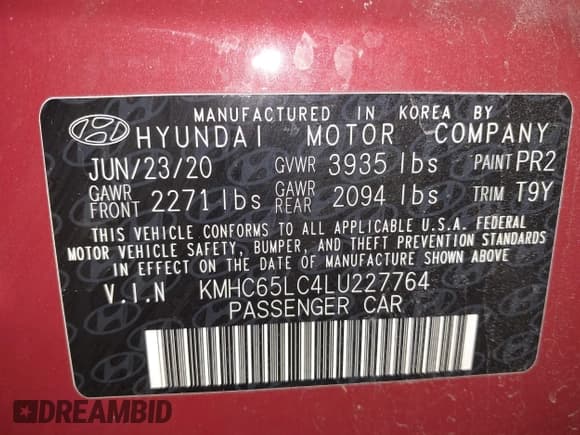 MANUFACTURED IN KOREA BY
HYUNDAI MOTOR COMPANY
JUN/23/20 GVWR 3935 lbs PAINT PR2
GAWR FRONT 2271 lbs GAWR REAR 2094 lbs TRIM T9Y
THIS VEHICLE CONFORMS TO ALL APPLICABLE U.S.A. FEDERAL
MOTOR VEHICLE SAFETY, BUMPER, AND THEFT PREVENTION STANDARDS
IN EFFECT ON THE DATE OF MANUFACTURE SHOWN ABOVE
V.I.N KMHC65LC4LU227764
PASSENGER CAR
DREAMBID